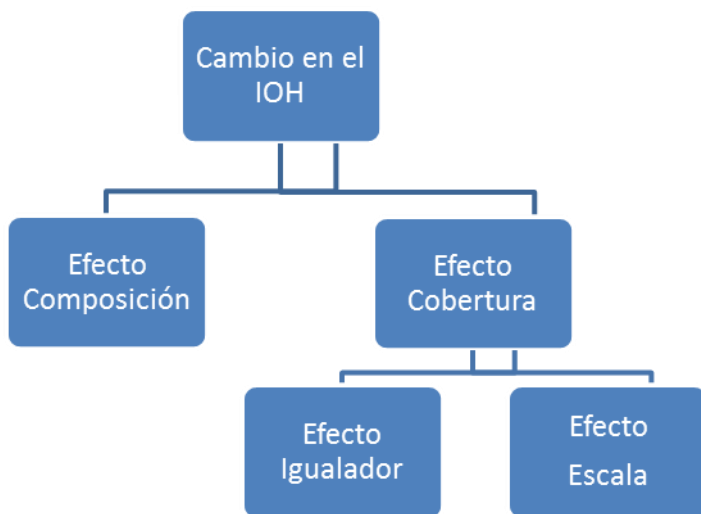 Cambio en el
IOH
Efecto
Composición
Efecto
Cobertura
Efecto
Igualador
Efecto
Escala